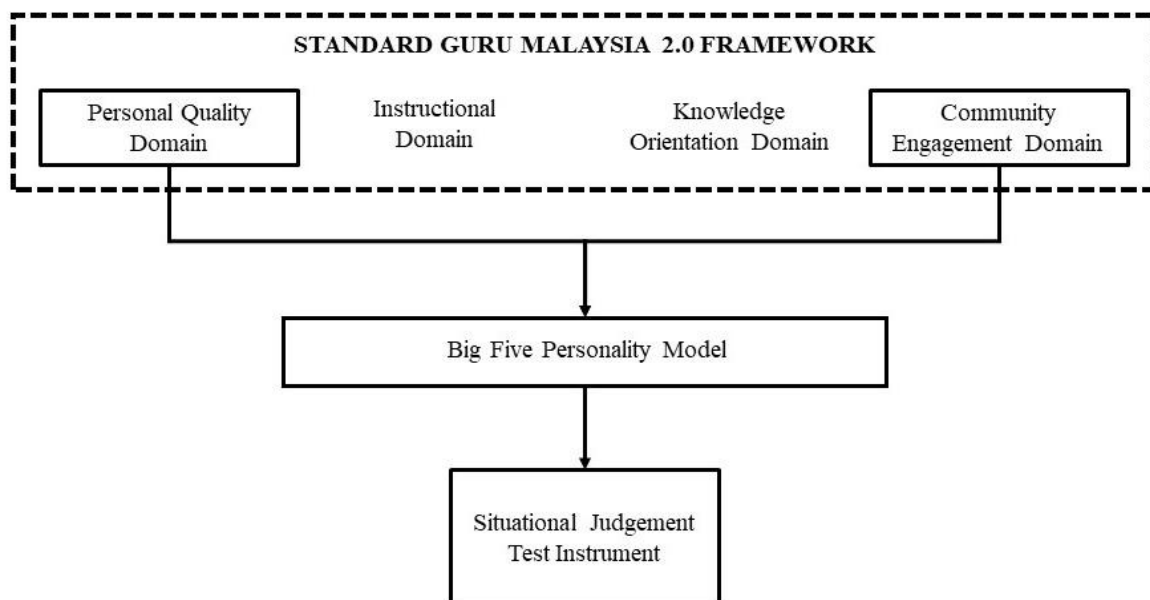 STANDARD GURU MALAYSIA 2.0 FRAMEWORK
Personal Quality
Domain
Instructional
Domain
Knowledge
Orientation Domain
Community
Engagement Domain
Big Five Personality Model
Situational Judgement
Test Instrument